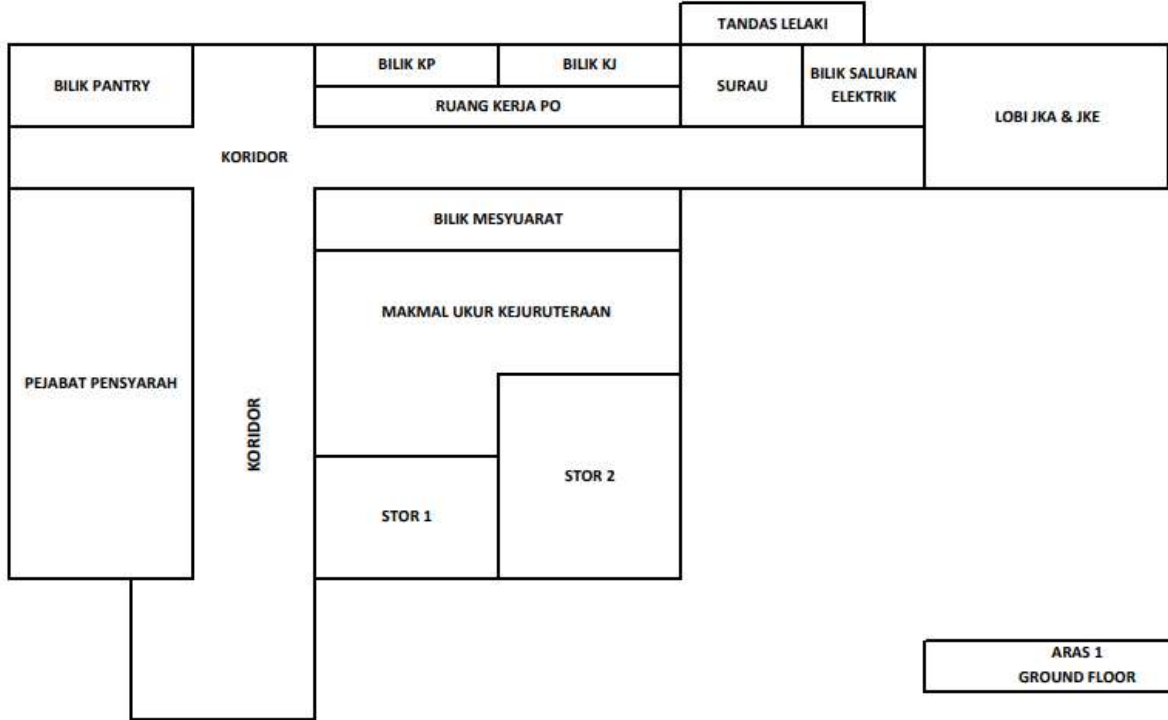 TANDAS LELAKI
BILIK PANTRY
BILIK KP
BILIK KJ
RUANG KERJA PO
SURAU
BILIK SALURAN
ELEKTRIK
LOBI JKA & JKE
KORIDOR
BILIK MESYUARAT
MAKMAL UKUR KEJURUTERAAN
PEJABAT PENSYARAH
KORIDOR
STOR 2
STOR 1
ARAS 1
GROUND FLOOR